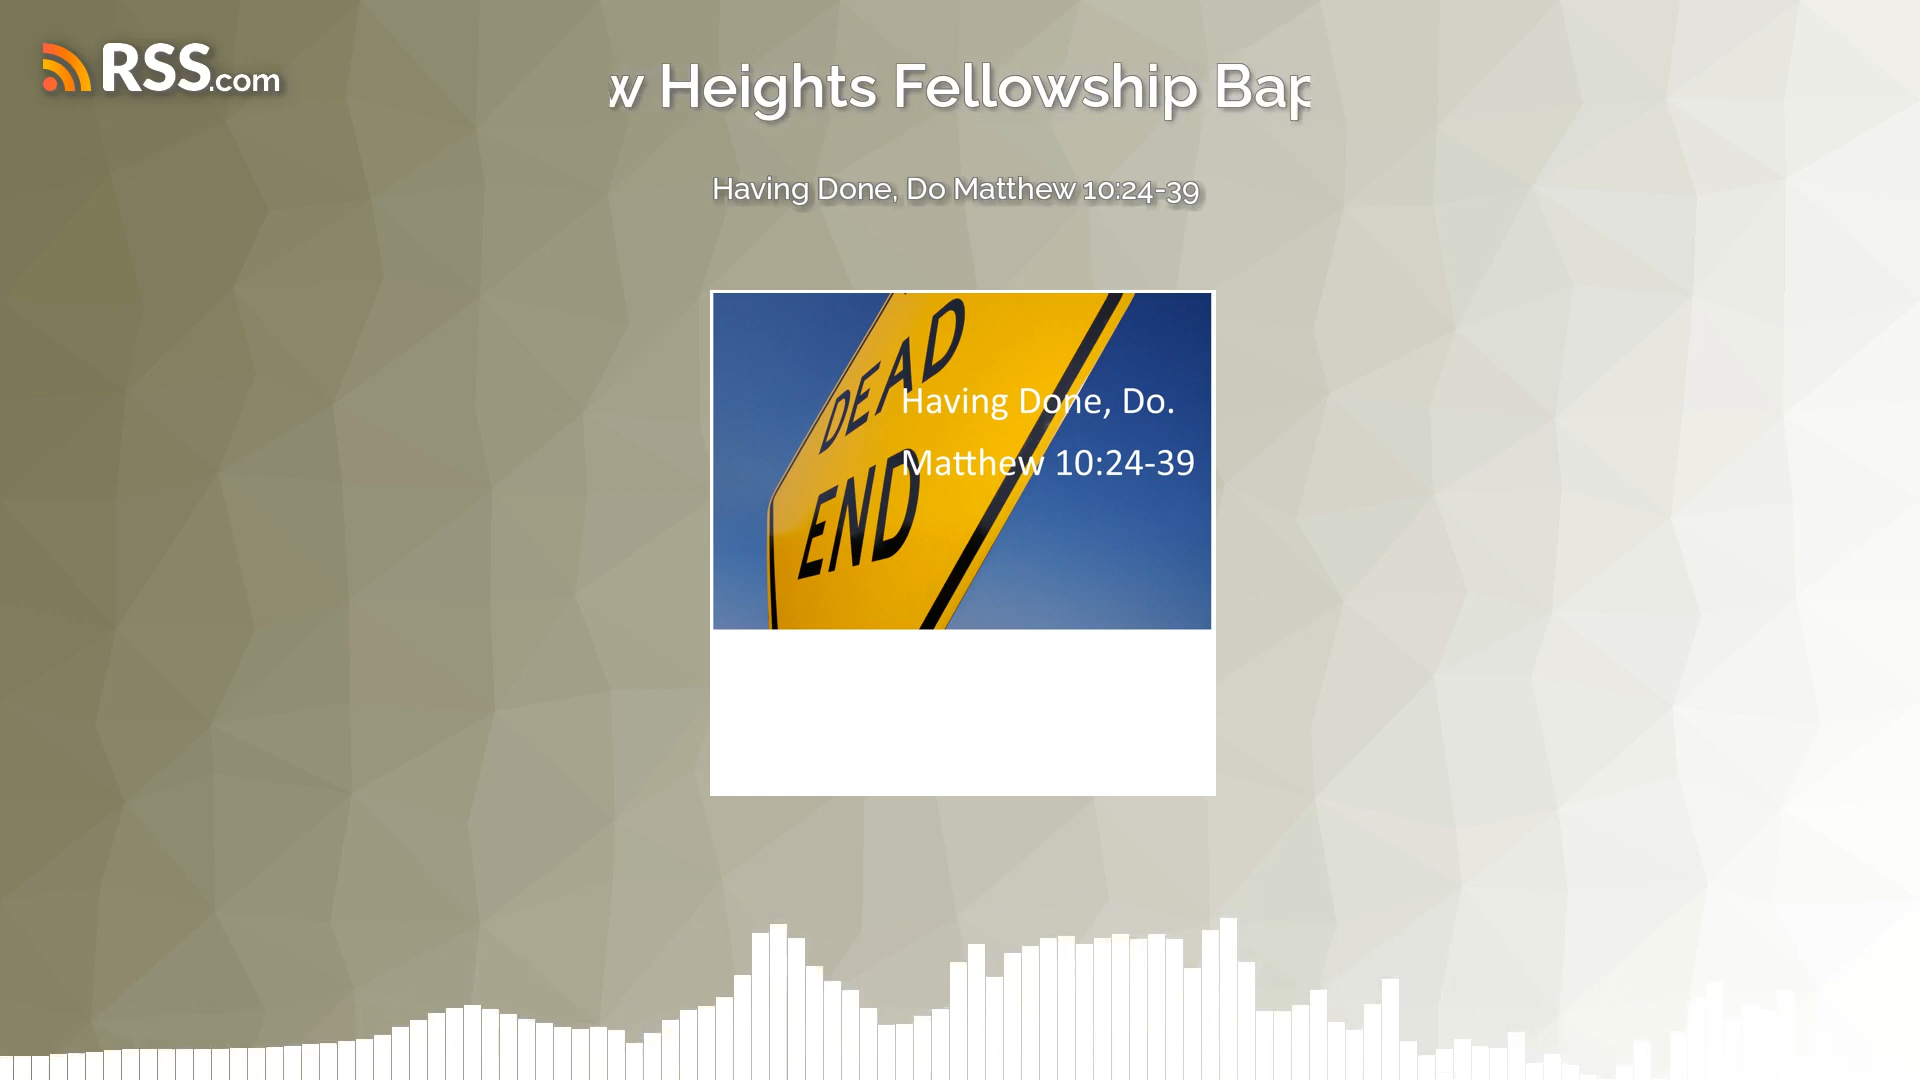 RSS.com
w Heights Fellowship Bap
Having Done, Do Matthew 10:24-39
DEAD
END
Having Done, Do.
Matthew 10:24-39